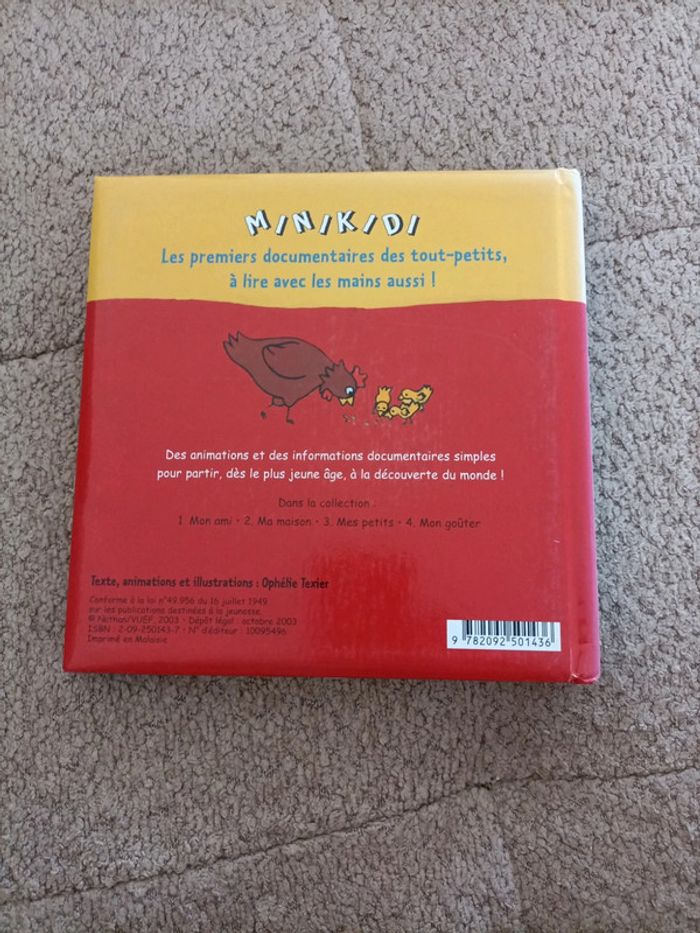 MINIKIDI
Les premiers documentaires des tout-petits,
à lire avec les mains aussi !
Des animations et des informations documentaires simples
pour partir, dès le plus jeune âge, à la découverte du monde !
Dans la collection :
1. Mon ami • 2. Ma maison • 3. Mes petits • 4. Mon goûter
Texte, animations et illustrations : Ophélie Texier
Conforme à la loi n°49.956 du 16 juillet 1949
sur les publications destinées à la jeunesse.
© Nathan/VUEF, 2003 • Dépôt légal : octobre 2003
ISBN : 2-09-250143-7 • N° d'éditeur : 10095496
Imprimé en Malaisie
9 782092 501436